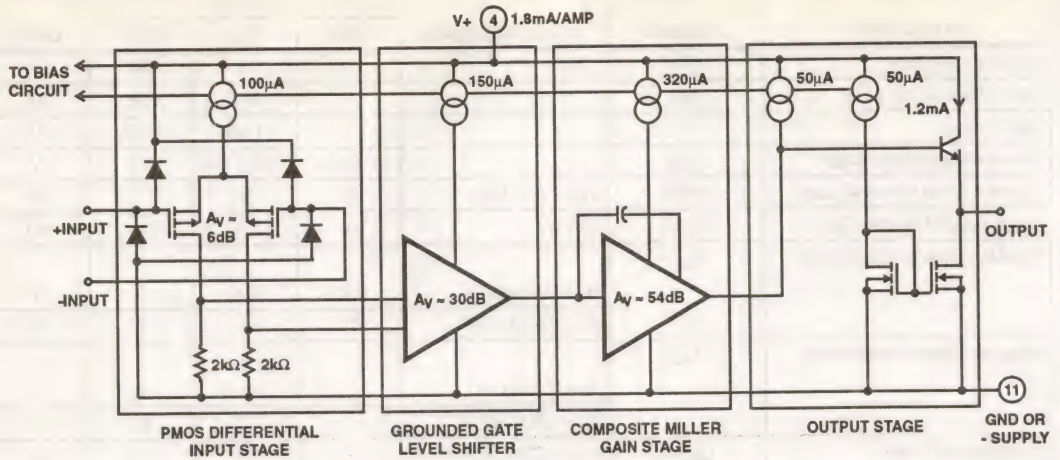 V+ 4 1.8mA/AMP
TO BIAS
CIRCUIT
100µA
150µA
320µA
50µA
50µA
1.2mA
+INPUT
AV ≈
6dB
-INPUT
AV ≈ 30dB
AV ≈ 54dB
OUTPUT
2kΩ
2kΩ
11
GND OR
- SUPPLY
PMOS DIFFERENTIAL
INPUT STAGE
GROUNDED GATE
LEVEL SHIFTER
COMPOSITE MILLER
GAIN STAGE
OUTPUT STAGE